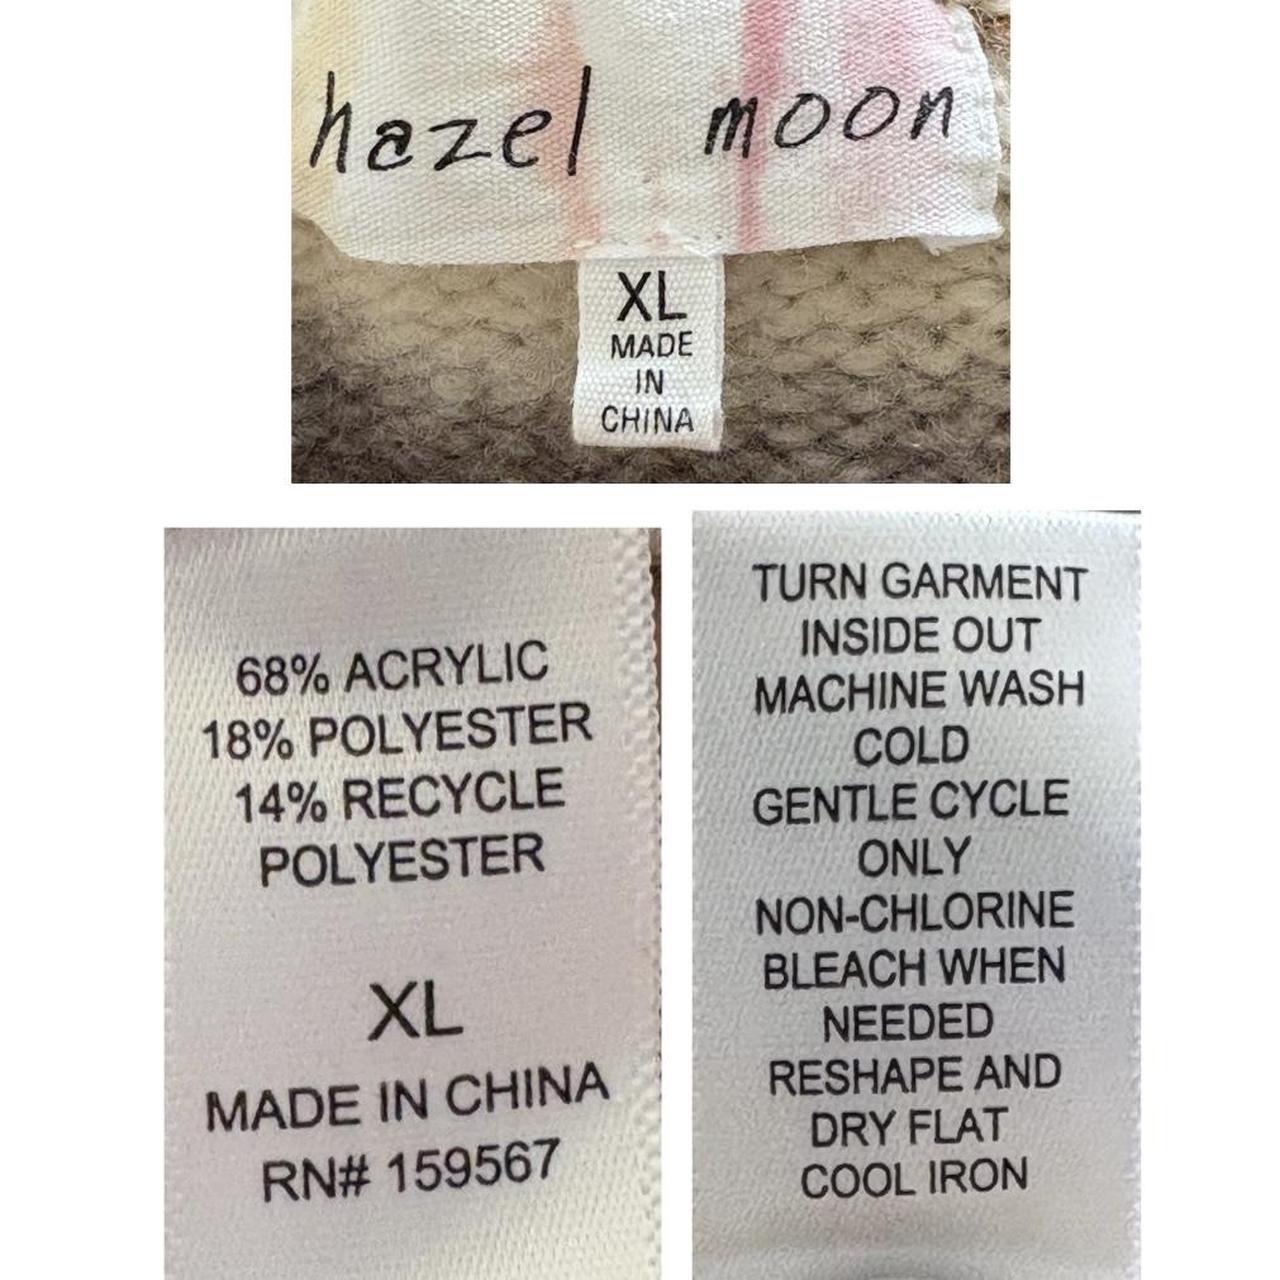 hazel moon
XL
MADE
IN
CHINA
68% ACRYLIC
18% POLYESTER
14% RECYCLE
POLYESTER
XL
MADE IN CHINA
RN# 159567
TURN GARMENT
INSIDE OUT
MACHINE WASH
COLD
GENTLE CYCLE
ONLY
NON-CHLORINE
BLEACH WHEN
NEEDED
RESHAPE AND
DRY FLAT
COOL IRON